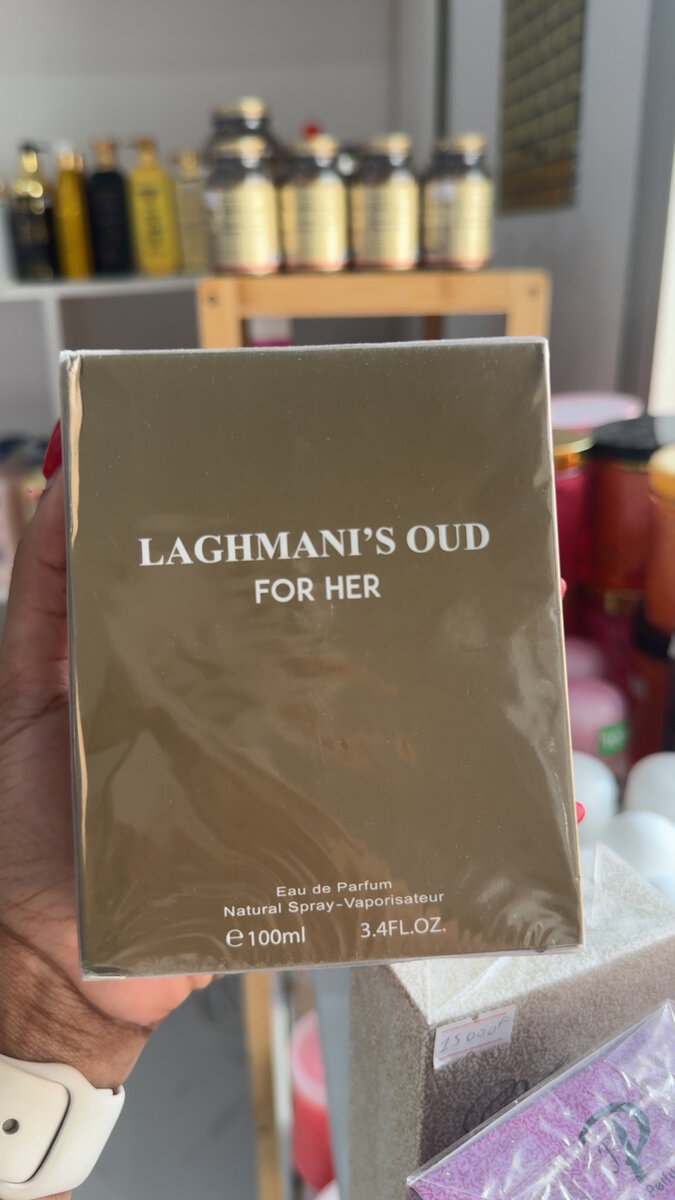 LAGHMANI'S OUD
FOR HER
Eau de Parfum
Natural Spray-Vaporisateur
℮100ml 3.4FL.OZ.
15000F